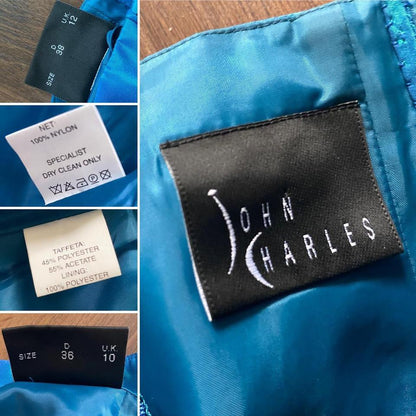 SIZE
D
38
U.K.
12
NET
100% NYLON
SPECIALIST
DRY CLEAN ONLY
TAFFETA:
45% POLYESTER
55% ACETATE
LINING:
100% POLYESTER
SIZE
D
36
U.K.
10
JOHN
CHARLES